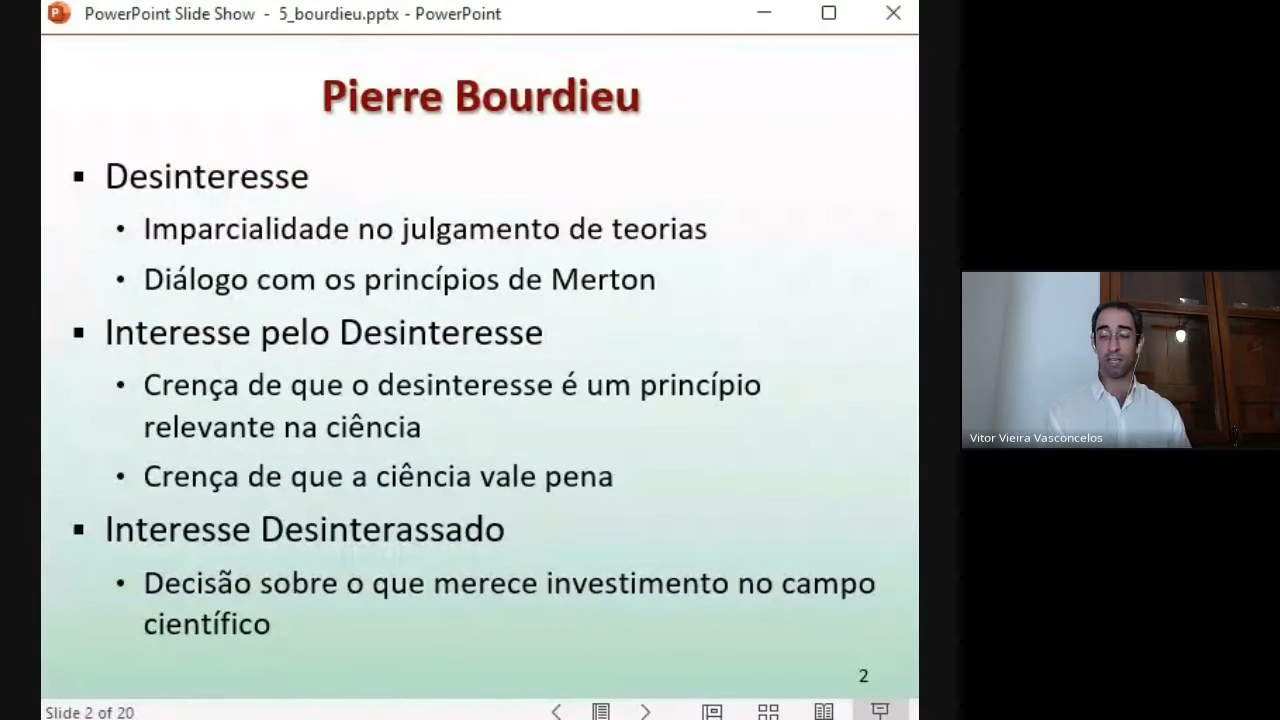 PowerPoint Slide Show - 5_bourdieu.pptx - PowerPoint
Pierre Bourdieu
Desinteresse
Imparcialidade no julgamento de teorias
Diálogo com os princípios de Merton
Interesse pelo Desinteresse
Crença de que o desinteresse é um princípio
relevante na ciência
Crença de que a ciência vale pena
Interesse Desinterassado
Decisão sobre o que merece investimento no campo
científico
2
Vitor Vieira Vasconcelos
Slide 2 of 20